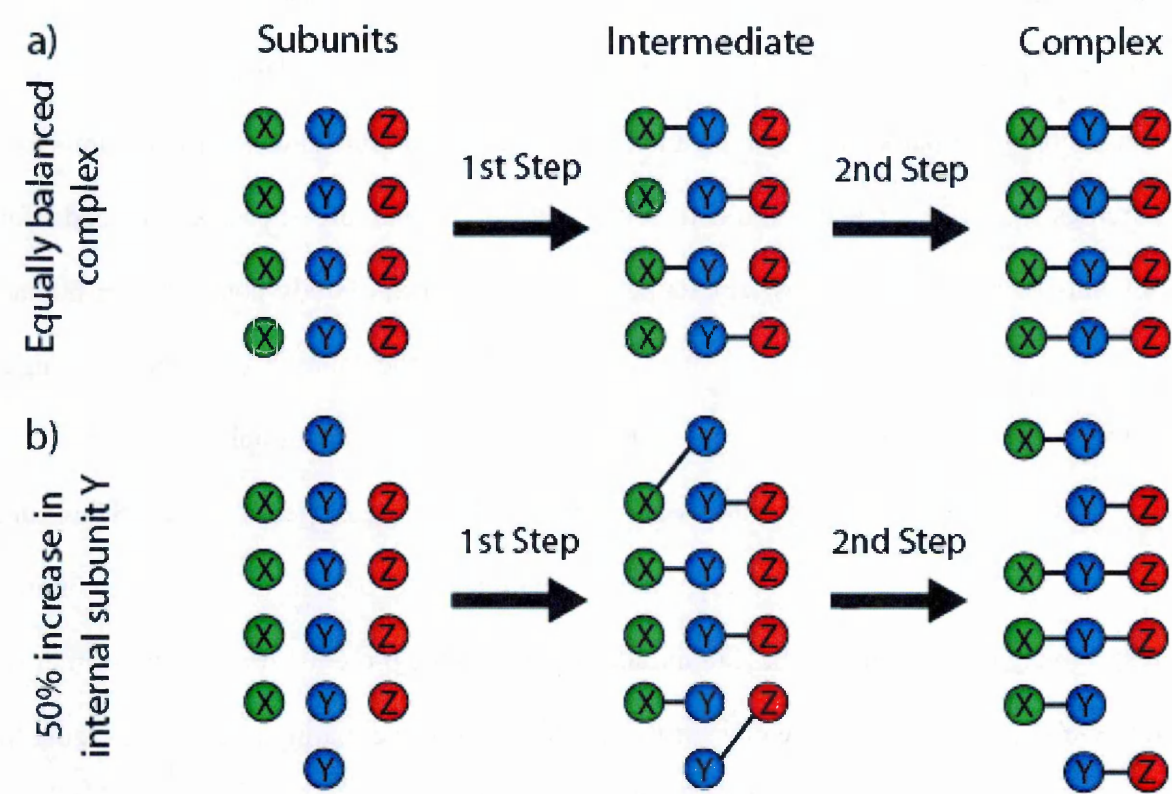 a) Subunits Intermediate Complex
Equally balanced
complex
X Y Z X Y Z X Y Z
1st Step 2nd Step
X Y Z X Y Z X Y Z
X Y Z X Y Z X Y Z
X Y Z X Y Z X Y Z
b)
50% increase in
internal subunit Y
Y Y X Y
X Y Z X Y Z Y Z
1st Step 2nd Step
X Y Z X Y Z X Y Z
X Y Z X Y Z X Y Z
X Y Z X Y Z X Y
Y Y Y Z